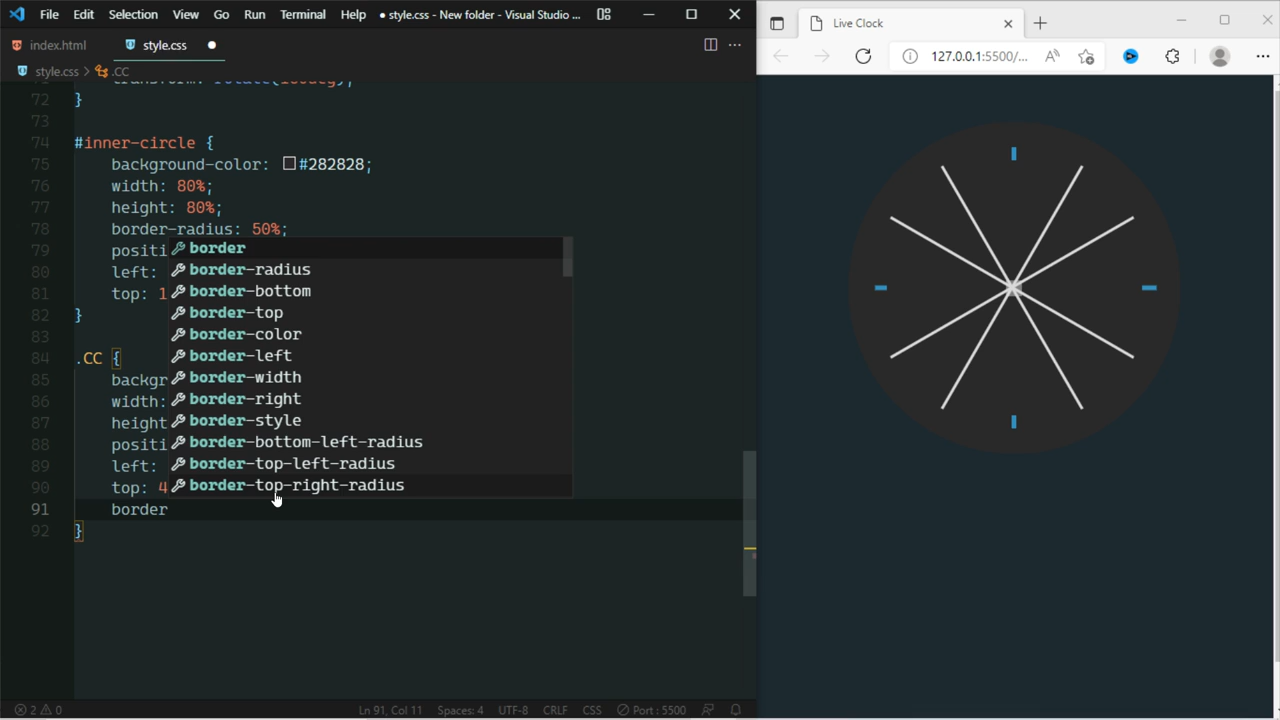 File Edit Selection View Go Run Terminal Help ● style.css - New folder - Visual Studio ...
index.html style.css ●
style.css > .CC
72 }
73
74 #inner-circle {
75 background-color: #282828;
76 width: 80%;
77 height: 80%;
78 border-radius: 50%;
79 positi
80 left:
81 top: 1
82 }
83
84 .CC {
85 backgr
86 width:
87 height
88 positi
89 left:
90 top: 4
91 border
92 }
border
border-radius
border-bottom
border-top
border-color
border-left
border-width
border-right
border-style
border-bottom-left-radius
border-top-left-radius
border-top-right-radius
2 0 Ln 91, Col 11 Spaces: 4 UTF-8 CRLF CSS Port : 5500
Live Clock
127.0.0.1:5500/...